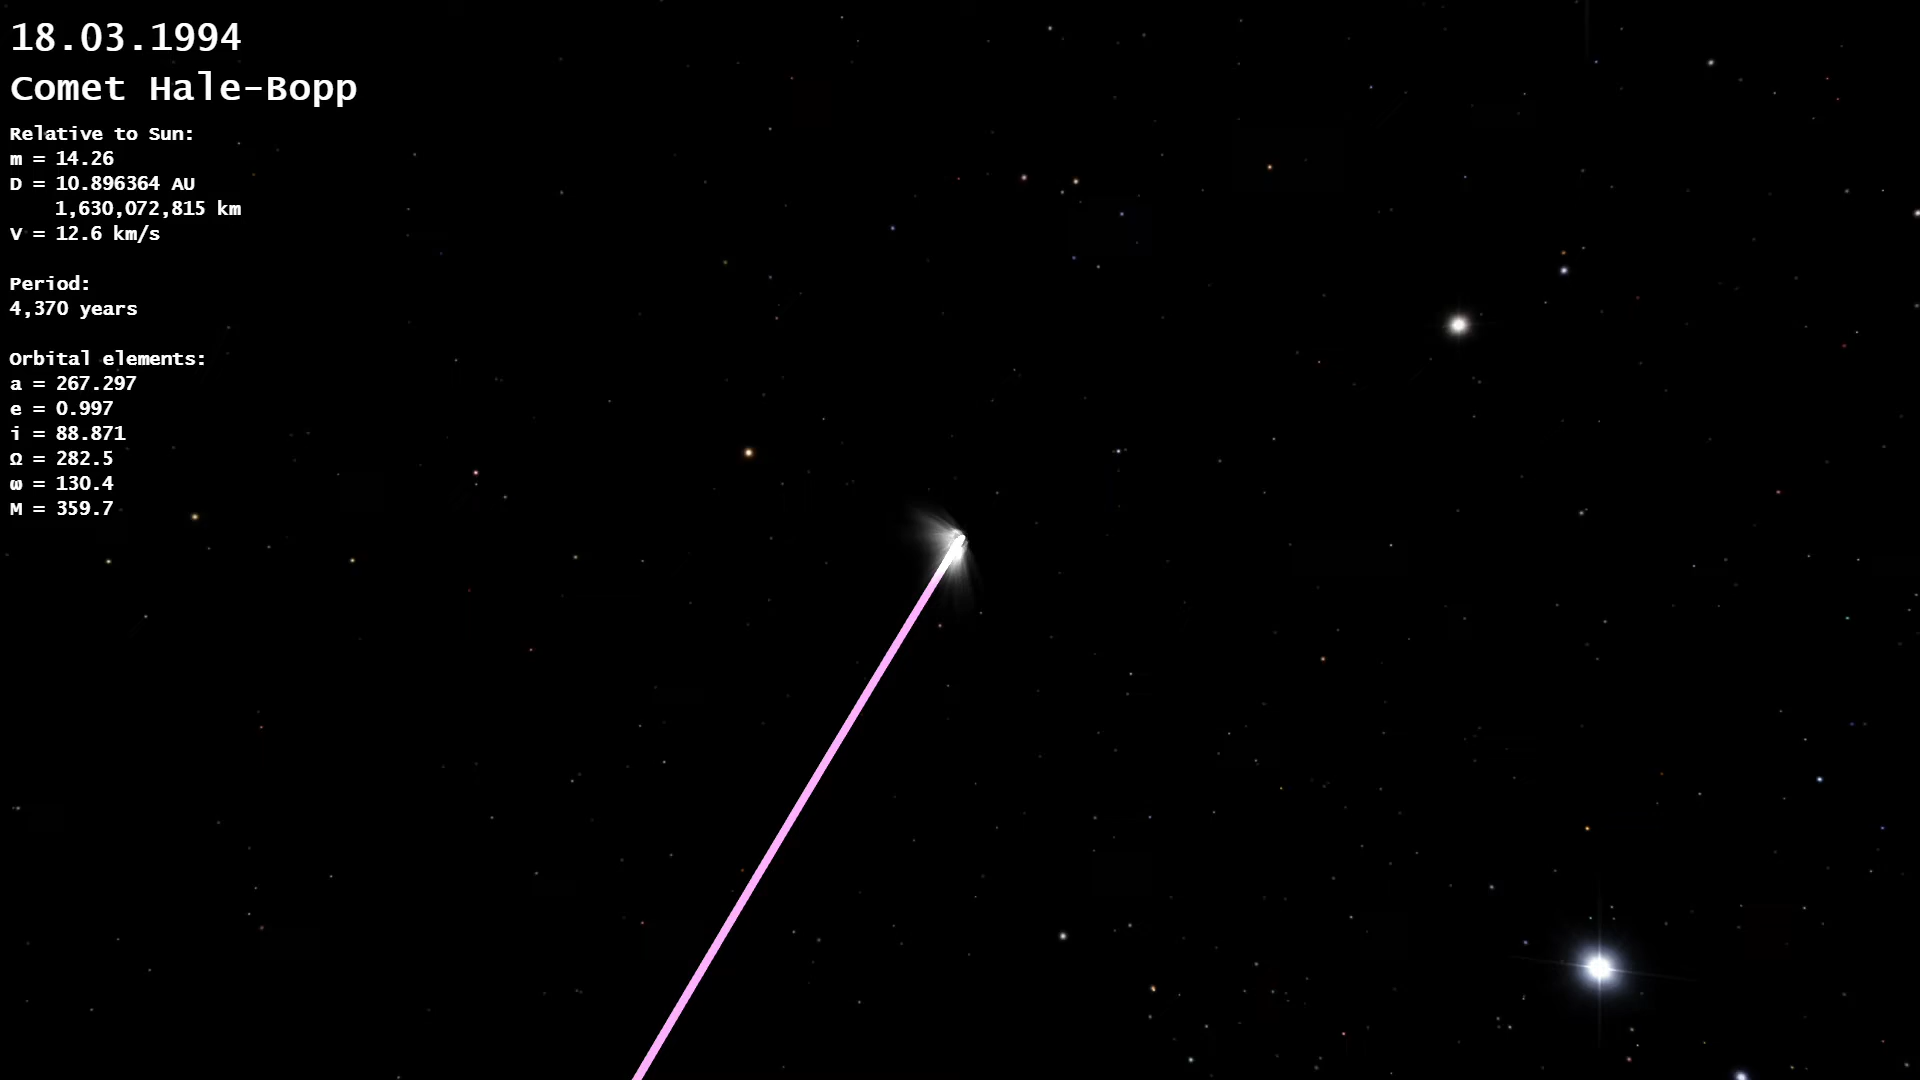 18.03.1994
Comet Hale-Bopp
Relative to Sun:
m = 14.26
D = 10.896364 AU
1,630,072,815 km
V = 12.6 km/s
Period:
4,370 years
Orbital elements:
a = 267.297
e = 0.997
i = 88.871
Ω = 282.5
ω = 130.4
M = 359.7